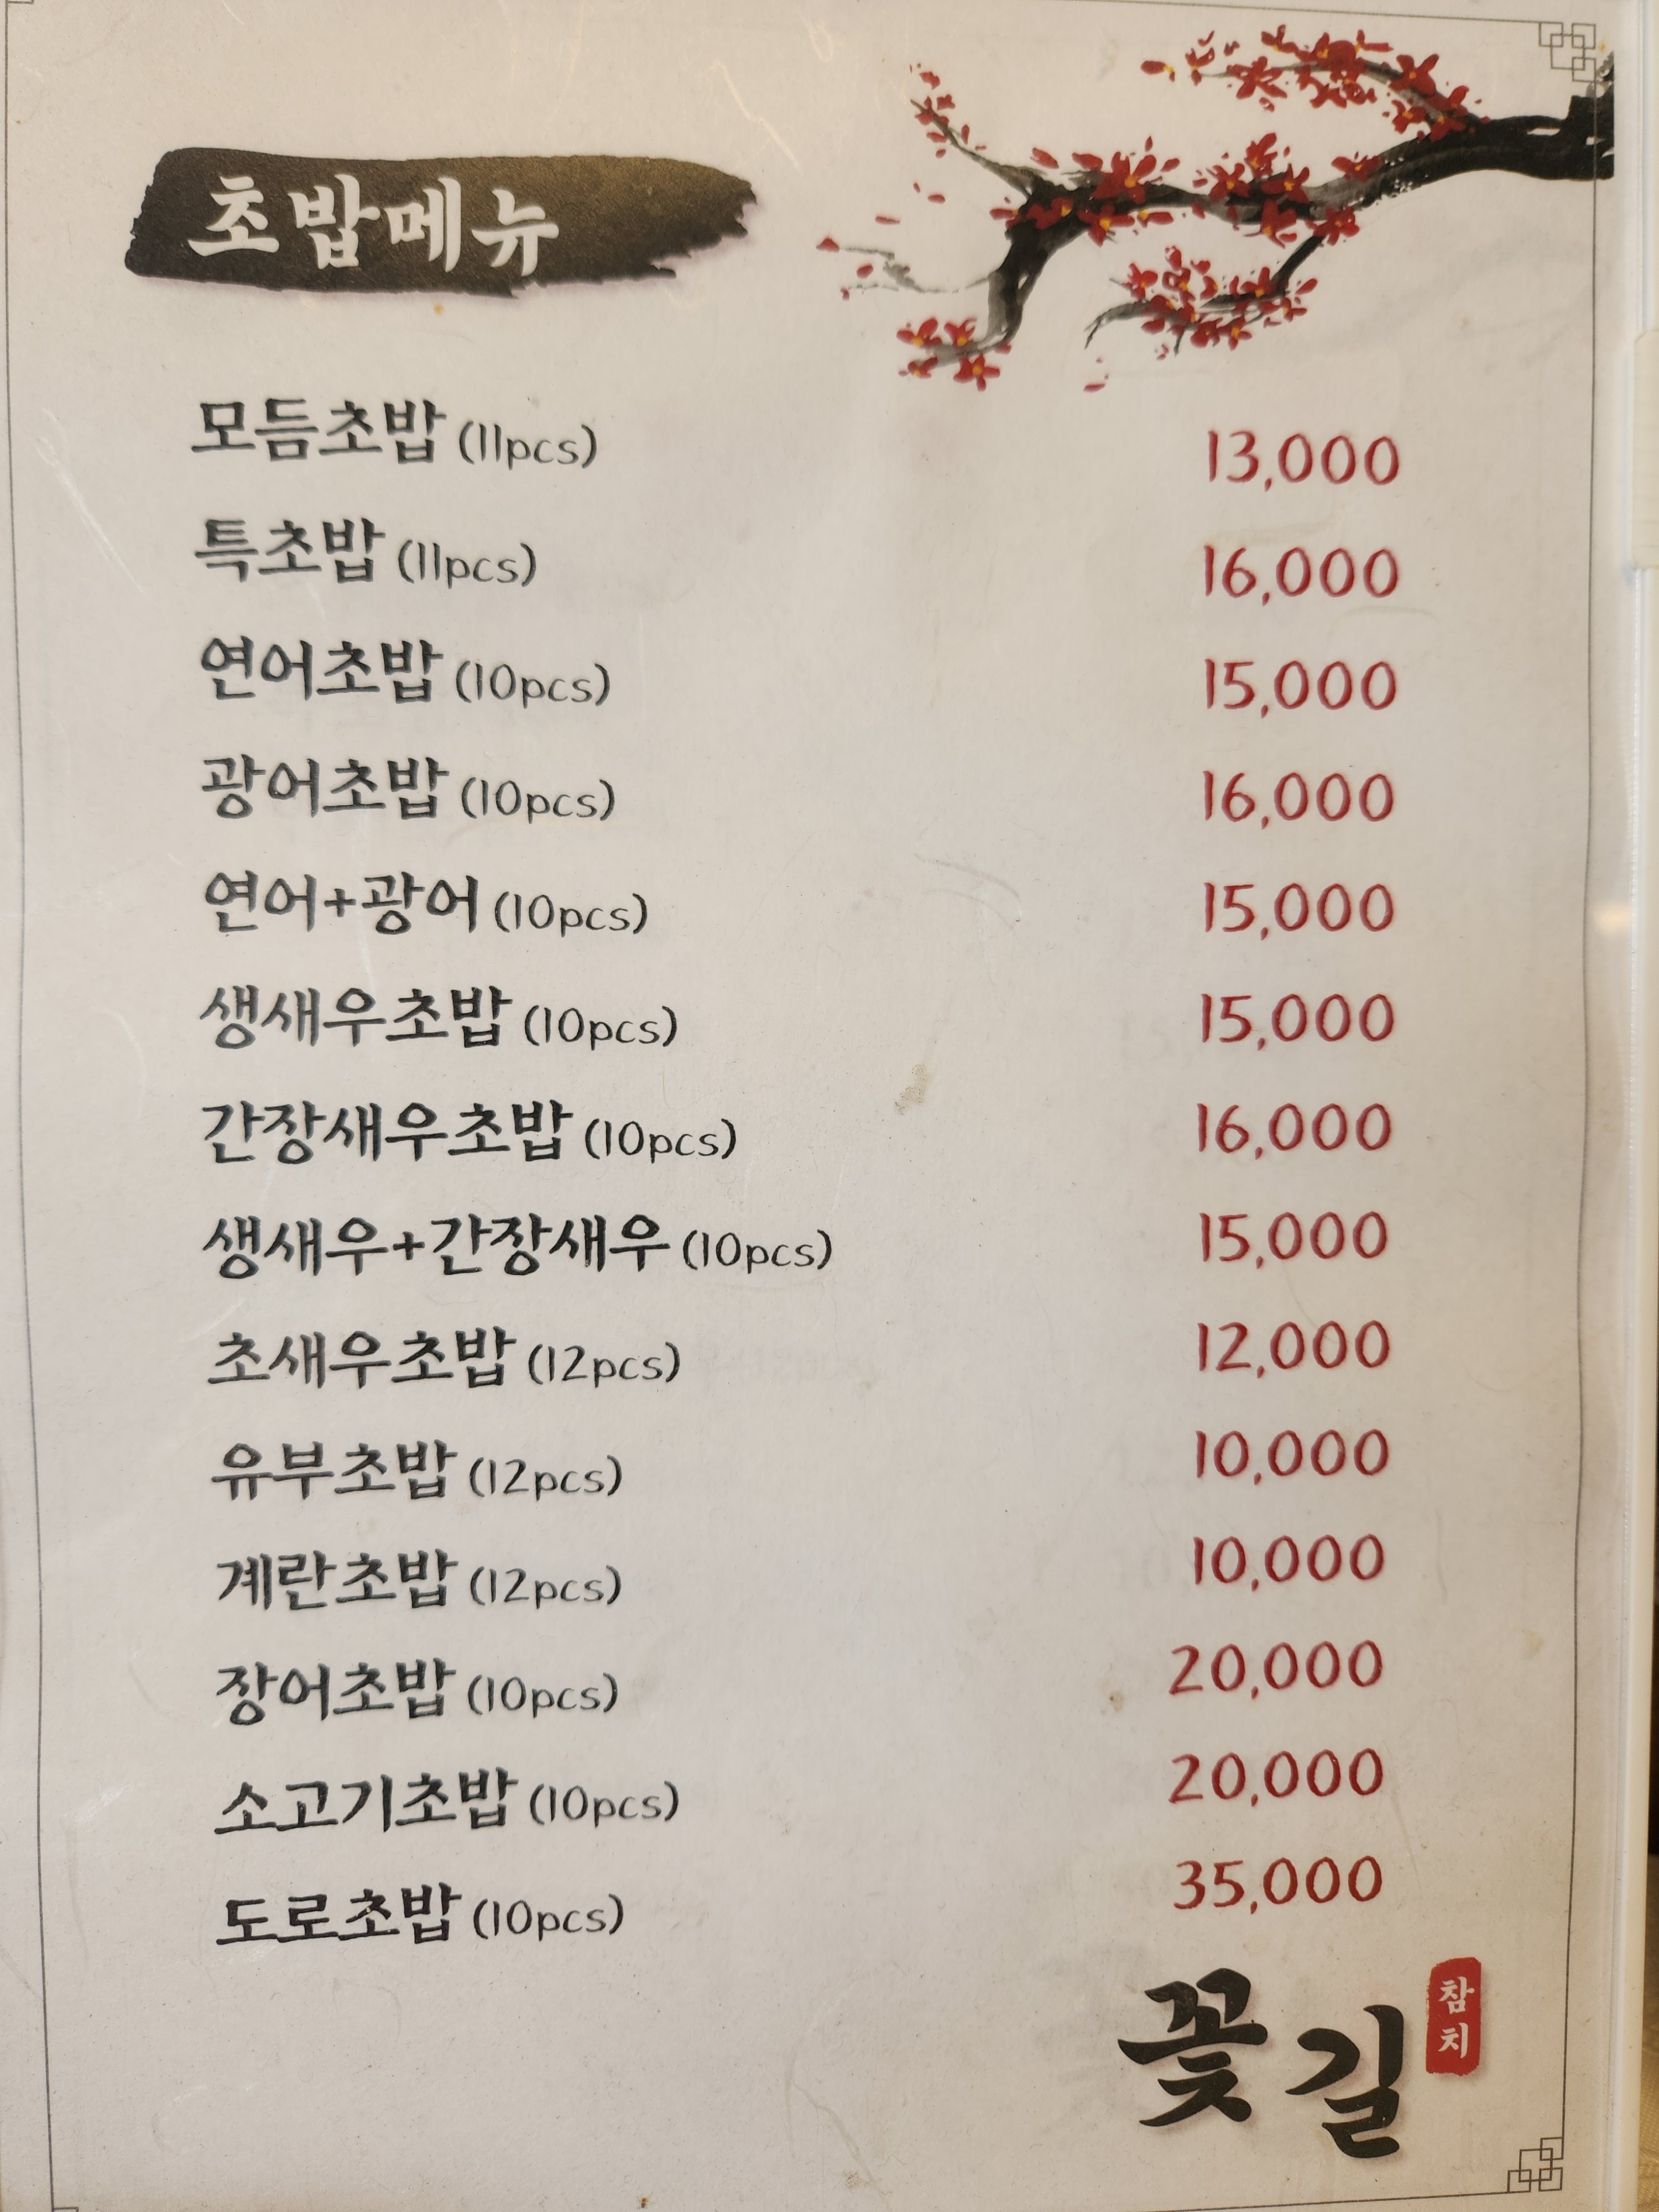 초밥메뉴
모듬초밥 (11pcs) 13,000
특초밥 (11pcs) 16,000
연어초밥 (10pcs) 15,000
광어초밥 (10pcs) 16,000
연어+광어 (10pcs) 15,000
생새우초밥 (10pcs) 15,000
간장새우초밥 (10pcs) 16,000
생새우+간장새우 (10pcs) 15,000
초새우초밥 (12pcs) 12,000
유부초밥 (12pcs) 10,000
계란초밥 (12pcs) 10,000
장어초밥 (10pcs) 20,000
소고기초밥 (10pcs) 20,000
도로초밥 (10pcs) 35,000
꽃길 참치